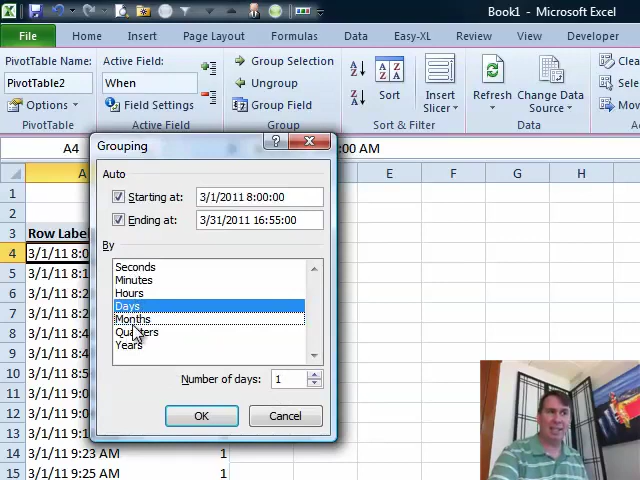 Book1 - Microsoft Excel
File Home Insert Page Layout Formulas Data Easy-XL Review View Developer
PivotTable Name: Active Field: Group Selection Clear
PivotTable2 When Ungroup Select
Options Field Settings Group Field Sort Insert Slicer Refresh Change Data Source Move
PivotTable Active Field Group Sort & Filter Data
A4 :00 AM
A E F G H
1
2
3 Row Label
4 3/1/11 8:0
5 3/1/11 8:1
6 3/1/11 8:2
7 3/1/11 8:2
8 3/1/11 8:4
9 3/1/11 8:4
10 3/1/11 8:5
11 3/1/11 9:0
12 3/1/11 9:1
13 3/1/11 9:1
14 3/1/11 9:23 AM 1
15 3/1/11 9:25 AM 1
Grouping
Auto
Starting at: 3/1/2011 8:00:00
Ending at: 3/31/2011 16:55:00
By
Seconds
Minutes
Hours
Days
Months
Quarters
Years
Number of days: 1
OK Cancel